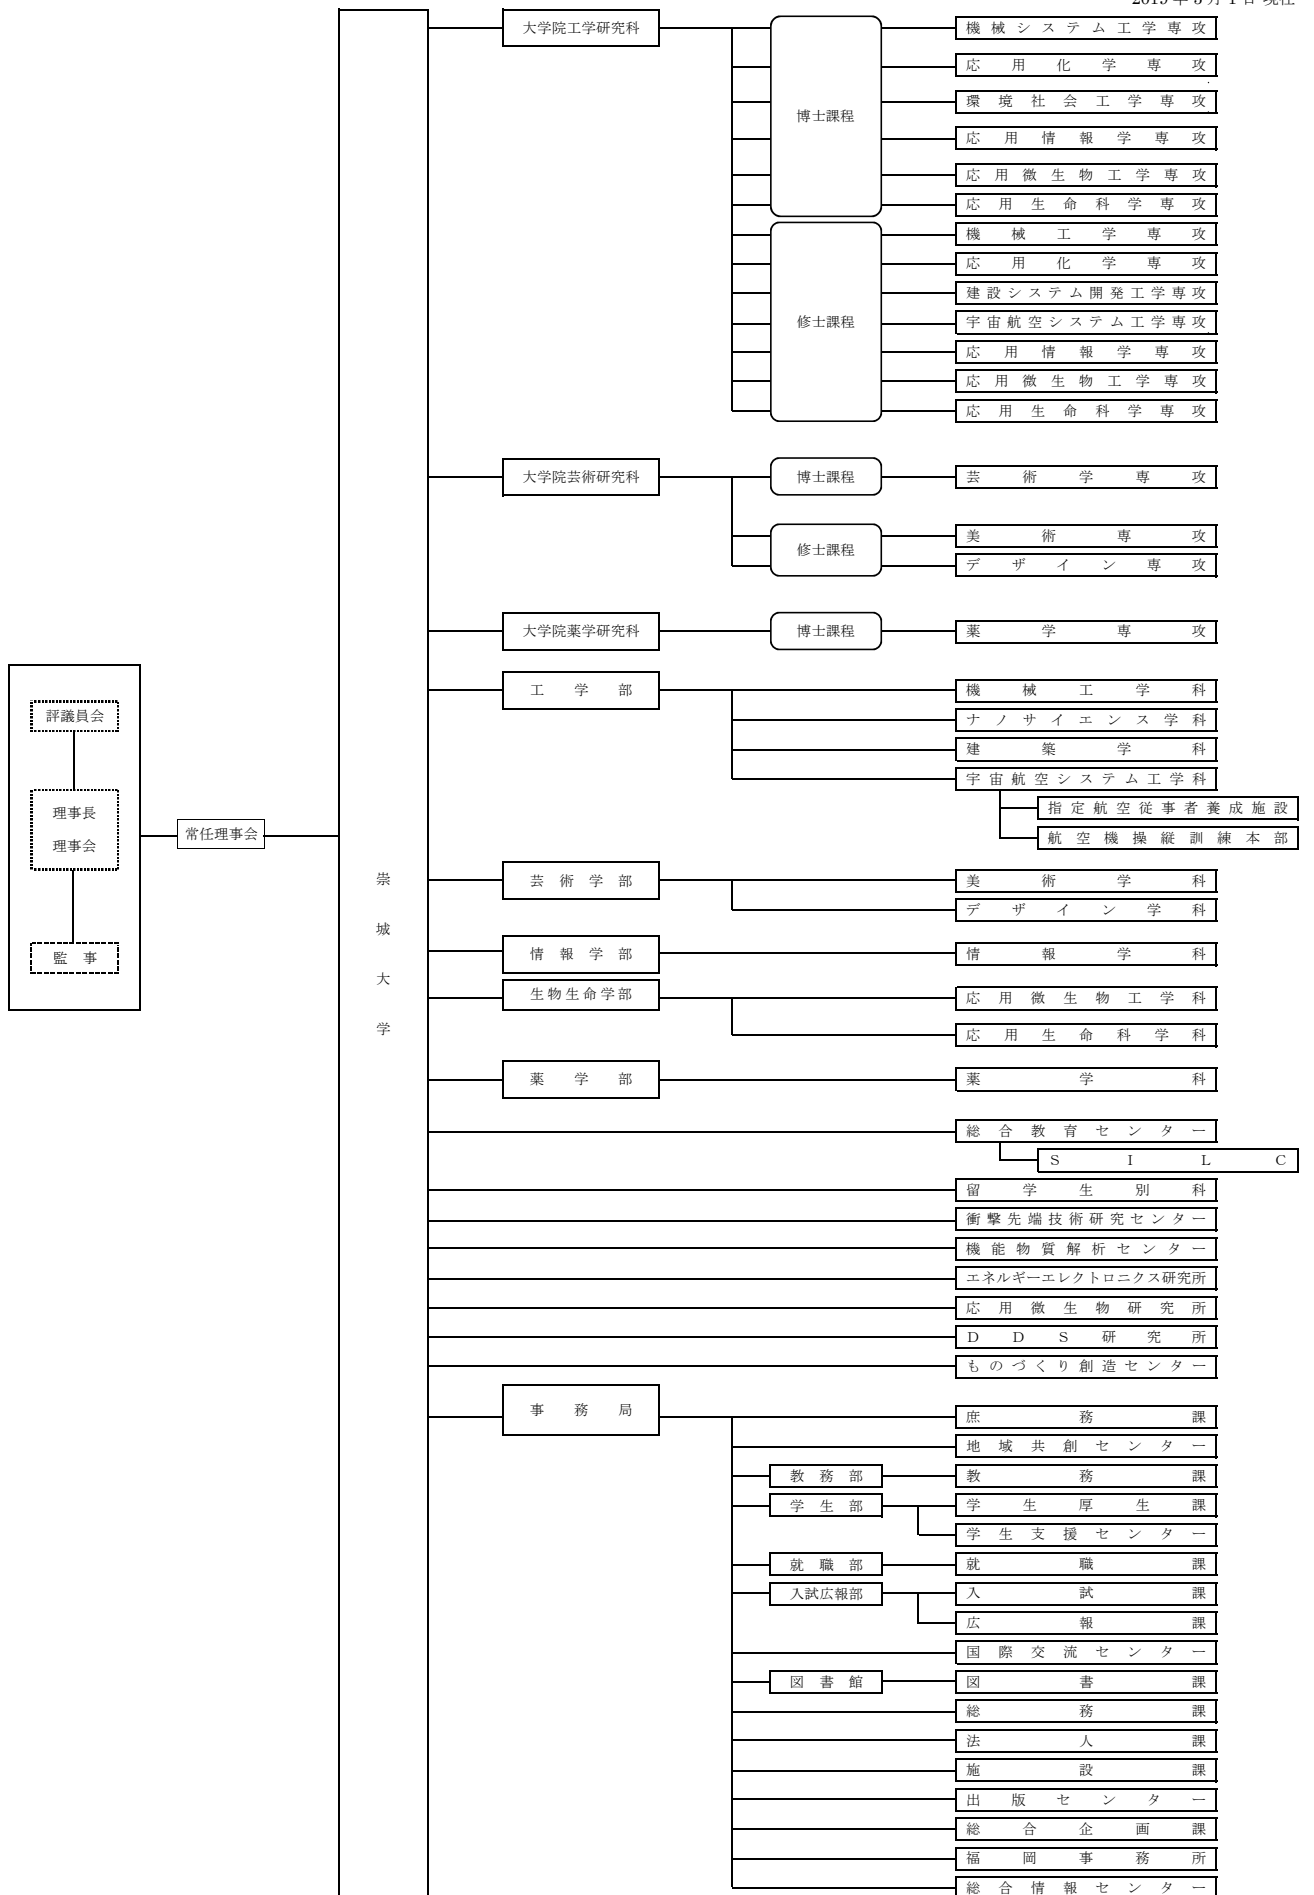 2019年5月1日 現在
大学院工学研究科
博士課程
機械システム工学専攻
応用化学専攻
環境社会工学専攻
応用情報学専攻
応用微生物工学専攻
応用生命科学専攻
修士課程
機械工学専攻
応用化学専攻
建設システム開発工学専攻
宇宙航空システム工学専攻
応用情報学専攻
応用微生物工学専攻
応用生命科学専攻
大学院芸術研究科
博士課程
芸術学専攻
修士課程
美術専攻
デザイン専攻
大学院薬学研究科
博士課程
薬学専攻
評議員会
理事長
理事会
監事
常任理事会
崇城大学
工学部
機械工学科
ナノサイエンス学科
建築学科
宇宙航空システム工学科
指定航空従事者養成施設
航空機操縦訓練本部
芸術学部
美術学科
デザイン学科
情報学部
情報学科
生物生命学部
応用微生物工学科
応用生命科学科
薬学部
薬学科
総合教育センター
SILC
留学生別科
衝撃先端技術研究センター
機能物質解析センター
エネルギーエレクトロニクス研究所
応用微生物研究所
DDS研究所
ものづくり創造センター
事務局
庶務課
地域共創センター
教務部
教務課
学生部
学生厚生課
学生支援センター
就職部
就職課
入試広報部
入試課
広報課
国際交流センター
図書館
図書課
総務課
法人課
施設課
出版センター
総合企画課
福岡事務所
総合情報センター